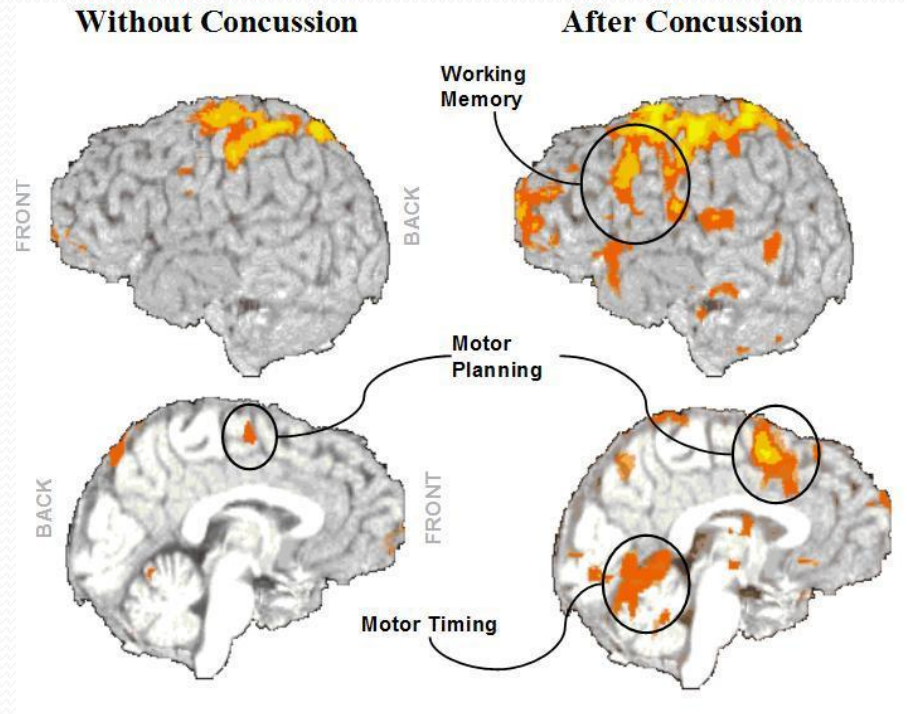 Without Concussion
After Concussion
Working
Memory
FRONT
BACK
Motor
Planning
BACK
FRONT
Motor Timing